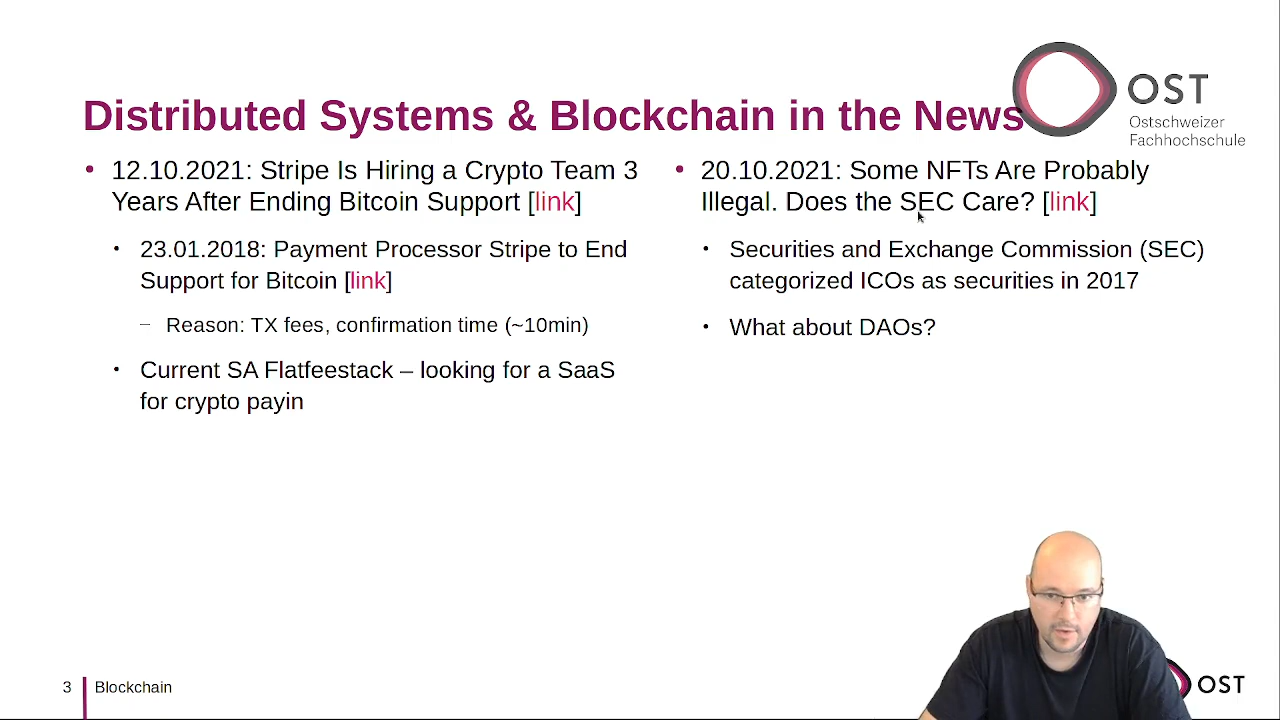 Distributed Systems & Blockchain in the News
OST
Ostschweizer
Fachhochschule
• 12.10.2021: Stripe Is Hiring a Crypto Team 3
Years After Ending Bitcoin Support [link]
• 23.01.2018: Payment Processor Stripe to End
Support for Bitcoin [link]
– Reason: TX fees, confirmation time (~10min)
• Current SA Flatfeestack – looking for a SaaS
for crypto payin
• 20.10.2021: Some NFTs Are Probably
Illegal. Does the SEC Care? [link]
• Securities and Exchange Commission (SEC)
categorized ICOs as securities in 2017
• What about DAOs?
3 Blockchain
OST